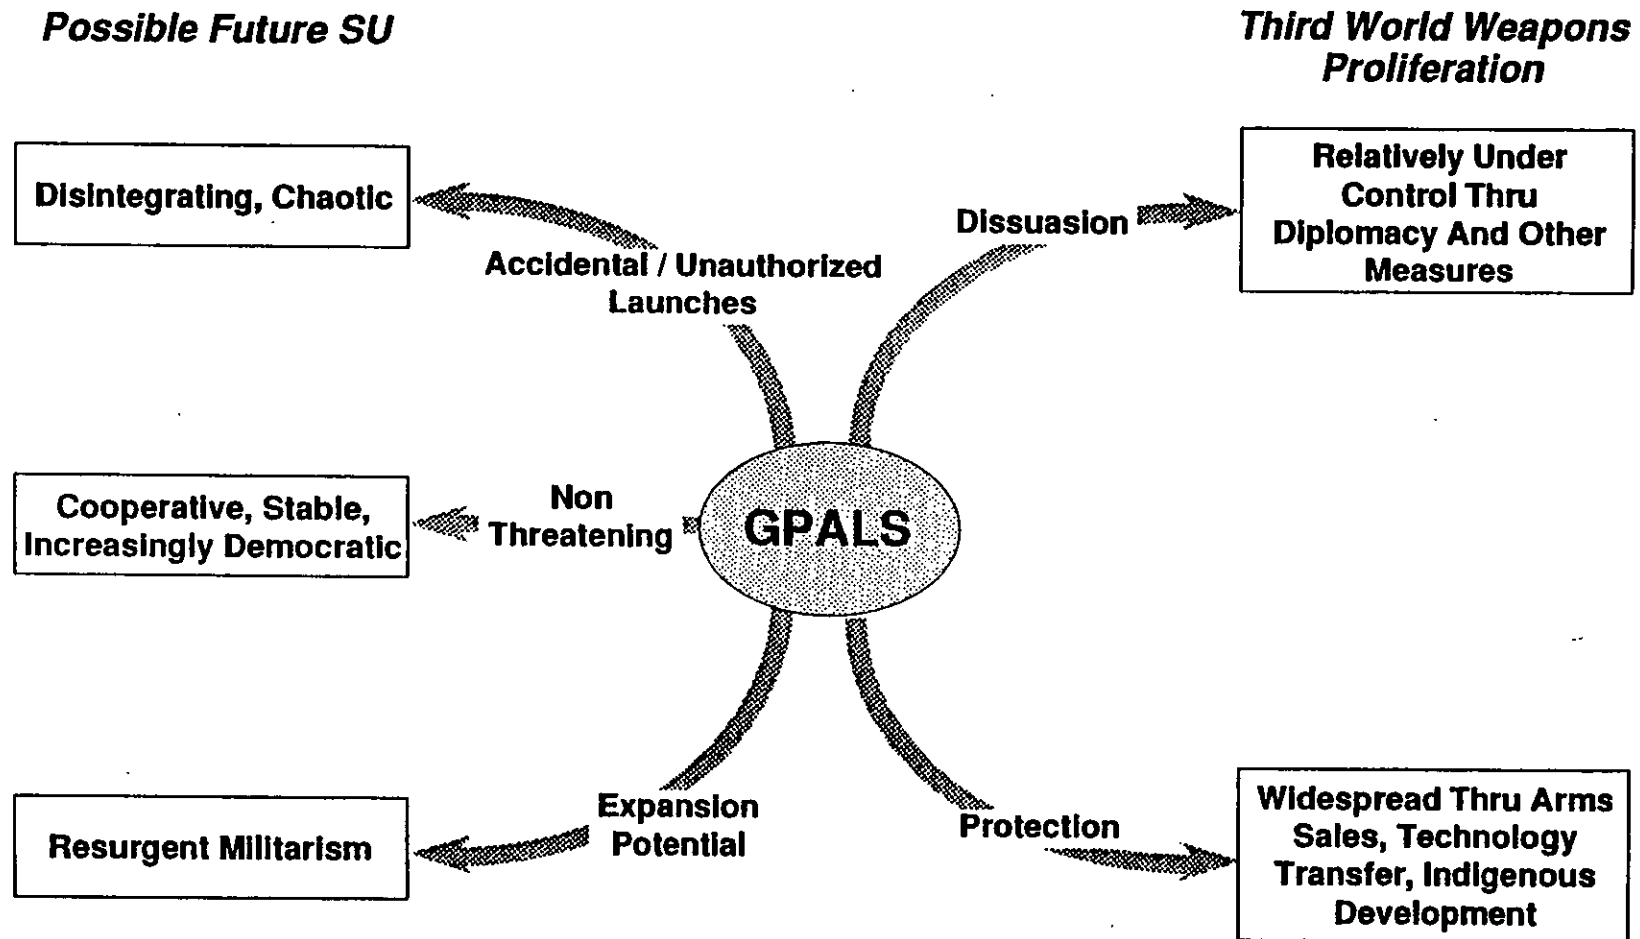 Possible Future SU
Third World Weapons
Proliferation
Disintegrating, Chaotic
Accidental / Unauthorized
Launches
Dissuasion
Relatively Under
Control Thru
Diplomacy And Other
Measures
Cooperative, Stable,
Increasingly Democratic
Non
Threatening
GPALS
Resurgent Militarism
Expansion
Potential
Protection
Widespread Thru Arms
Sales, Technology
Transfer, Indigenous
Development